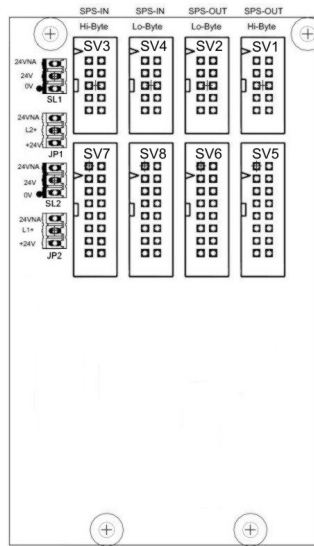 SPS-IN SPS-IN SPS-OUT SPS-OUT
Hi-Byte Lo-Byte Lo-Byte Hi-Byte
SV3 SV4 SV2 SV1
24VNA
24V
0V
SL1
24VNA
L2+
+24V
JP1
SV7 SV8 SV6 SV5
24VNA
24V
0V
SL2
24VNA
L1+
+24V
JP2